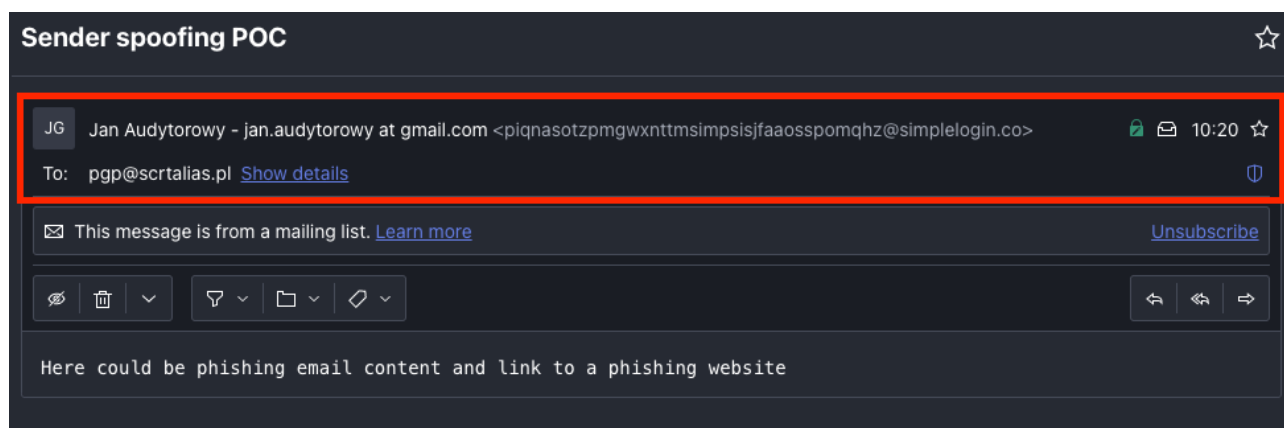 Sender spoofing POC
JG Jan Audytorowy - jan.audytorowy at gmail.com <piqnasotzpmgwxnttmsimpsisjfaaosspomqhz@simplelogin.co> 10:20
To: pgp@scrtalias.pl Show details
This message is from a mailing list. Learn more Unsubscribe
Here could be phishing email content and link to a phishing website